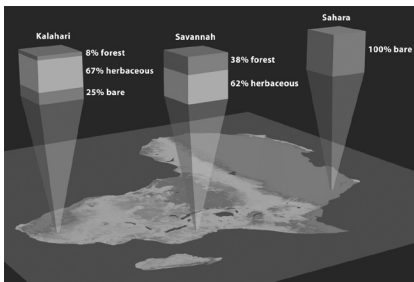 Kalahari
8% forest
67% herbaceous
25% bare
Savannah
38% forest
62% herbaceous
Sahara
100% bare